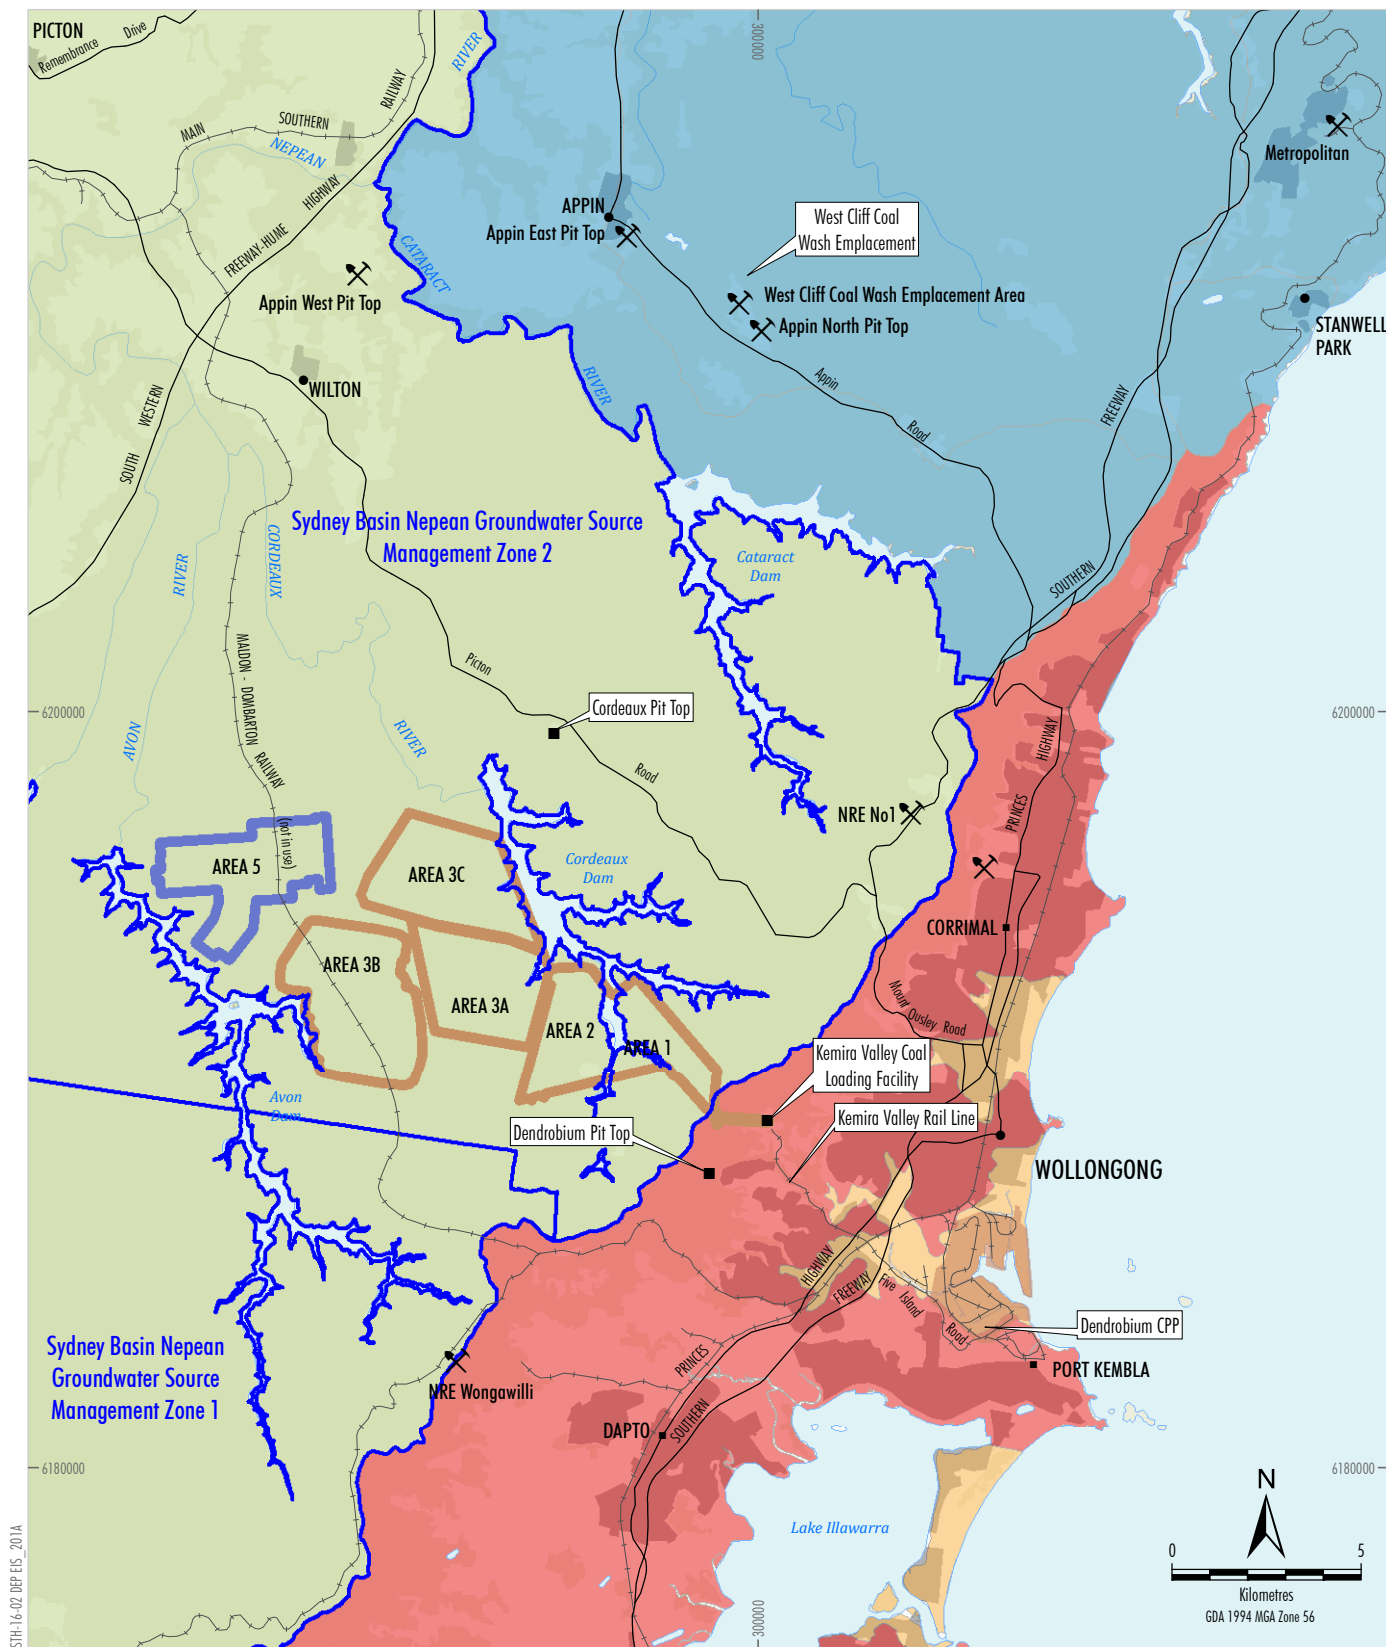 PICTON
Remembrance Drive
RIVER
300000
RAILWAY
MAIN
SOUTHERN
NEPEAN
HIGHWAY
Metropolitan
APPIN
Appin East Pit Top
West Cliff Coal
Wash Emplacement
FREEWAY-HUME
CATARACT
Appin West Pit Top
West Cliff Coal Wash Emplacement Area
Appin North Pit Top
STANWELL
PARK
WILTON
RIVER
Appin
Road
FREEWAY
WESTERN
SOUTH
Sydney Basin Nepean Groundwater Source
Management Zone 2
CORDEAUX
RIVER
Cataract
Dam
SOUTHERN
MALDON - DOMBARTON RAILWAY
(not in use)
Picton
Road
Cordeaux Pit Top
6200000
6200000
AVON
RIVER
HIGHWAY
PRINCES
NRE No1
AREA 5
AREA 3C
Cordeaux
Dam
CORRIMAL
AREA 3B
AREA 3A
AREA 2
AREA 1
Mount Ousley Road
Kemira Valley Coal
Loading Facility
Avon
Dam
Kemira Valley Rail Line
Dendrobium Pit Top
WOLLONGONG
HIGHWAY
FREEWAY
Five Island
Road
Dendrobium CPP
Sydney Basin Nepean
Groundwater Source
Management Zone 1
PRINCES
PORT KEMBLA
NRE Wongawilli
DAPTO
SOUTHERN
6180000
6180000
N
Lake Illawarra
0 5
Kilometres
GDA 1994 MGA Zone 56
300000
STH-16-02 DEP EIS_201A